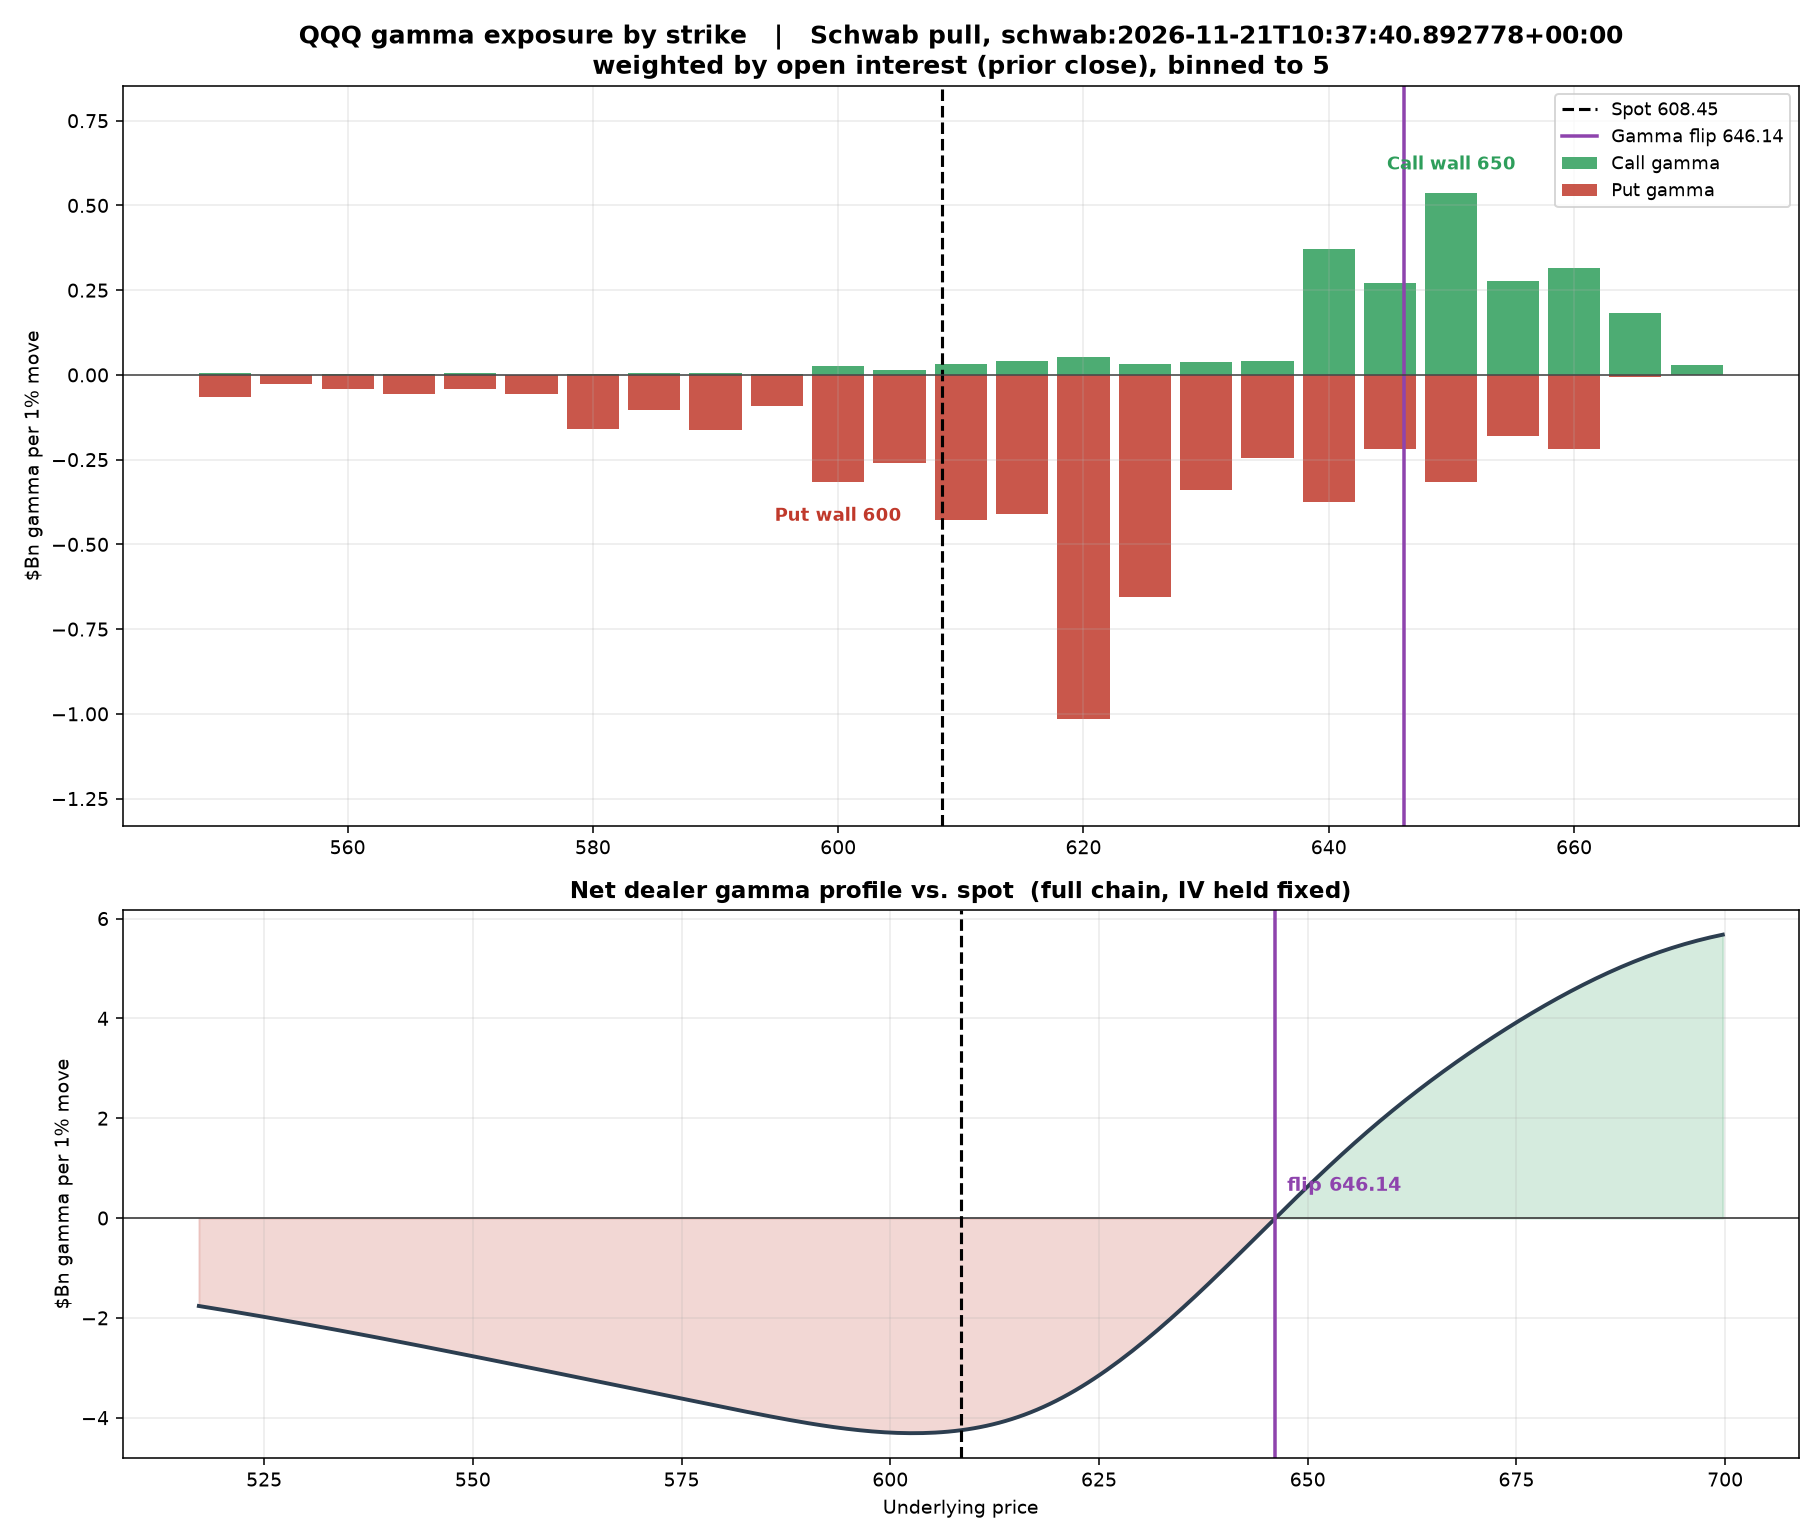 QQQ gamma exposure by strike | Schwab pull, schwab:2026-11-21T10:37:40.892778+00:00
weighted by open interest (prior close), binned to 5
$Bn gamma per 1% move
0.75
0.50
0.25
0.00
−0.25
−0.50
−0.75
−1.00
−1.25
Spot 608.45
Gamma flip 646.14
Call gamma
Put gamma
Call wall 650
Put wall 600
560
580
600
620
640
660
Net dealer gamma profile vs. spot (full chain, IV held fixed)
$Bn gamma per 1% move
6
4
2
0
−2
−4
flip 646.14
525
550
575
600
625
650
675
700
Underlying price